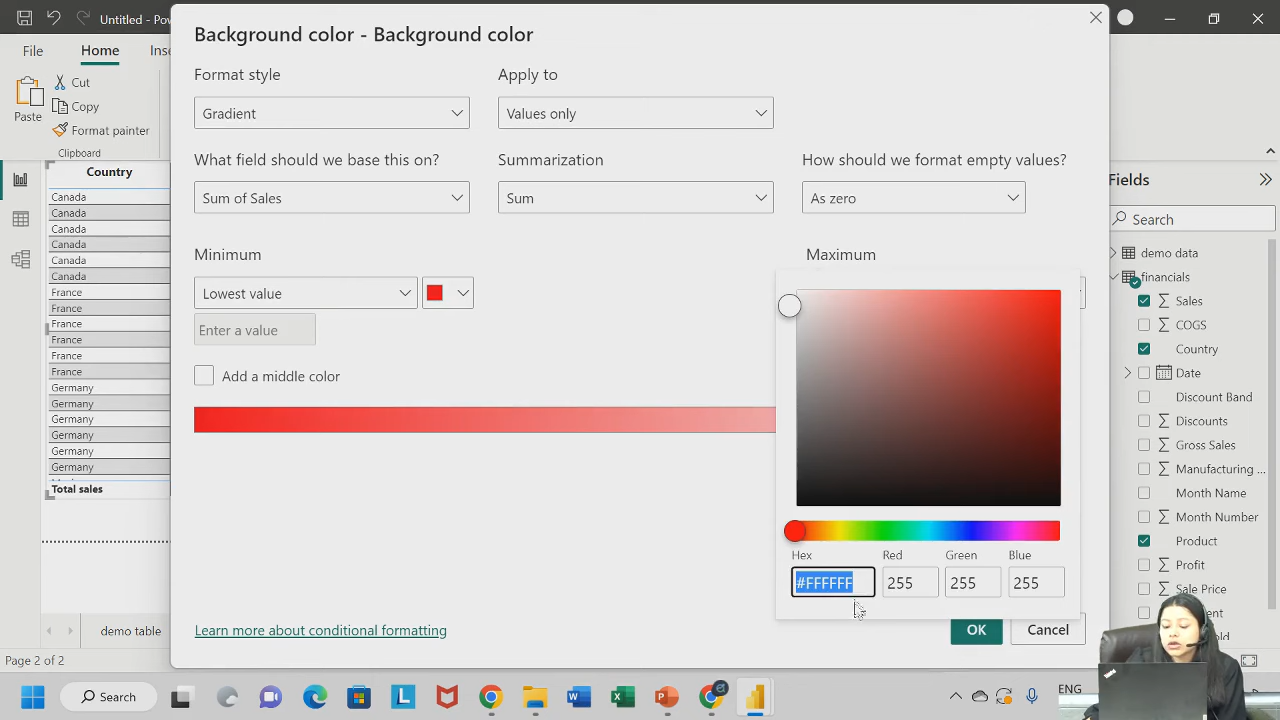 Untitled - Po
Background color - Background color
File
Home
Ins
Format style
Apply to
Gradient
Values only
Paste
Cut
Copy
Format painter
Clipboard
What field should we base this on?
Summarization
How should we format empty values?
Sum of Sales
Sum
As zero
Minimum
Maximum
Lowest value
Enter a value
Add a middle color
Hex
Red
Green
Blue
#FFFFFF
255
255
255
Learn more about conditional formatting
OK
Cancel
Country
Canada
Canada
Canada
Canada
Canada
Canada
France
France
France
France
France
France
Germany
Germany
Germany
Germany
Germany
Germany
Total sales
Fields
Search
demo data
financials
Sales
COGS
Country
Date
Discount Band
Discounts
Gross Sales
Manufacturing ...
Month Name
Month Number
Product
Profit
Sale Price
demo table
Page 2 of 2
Search
ENG